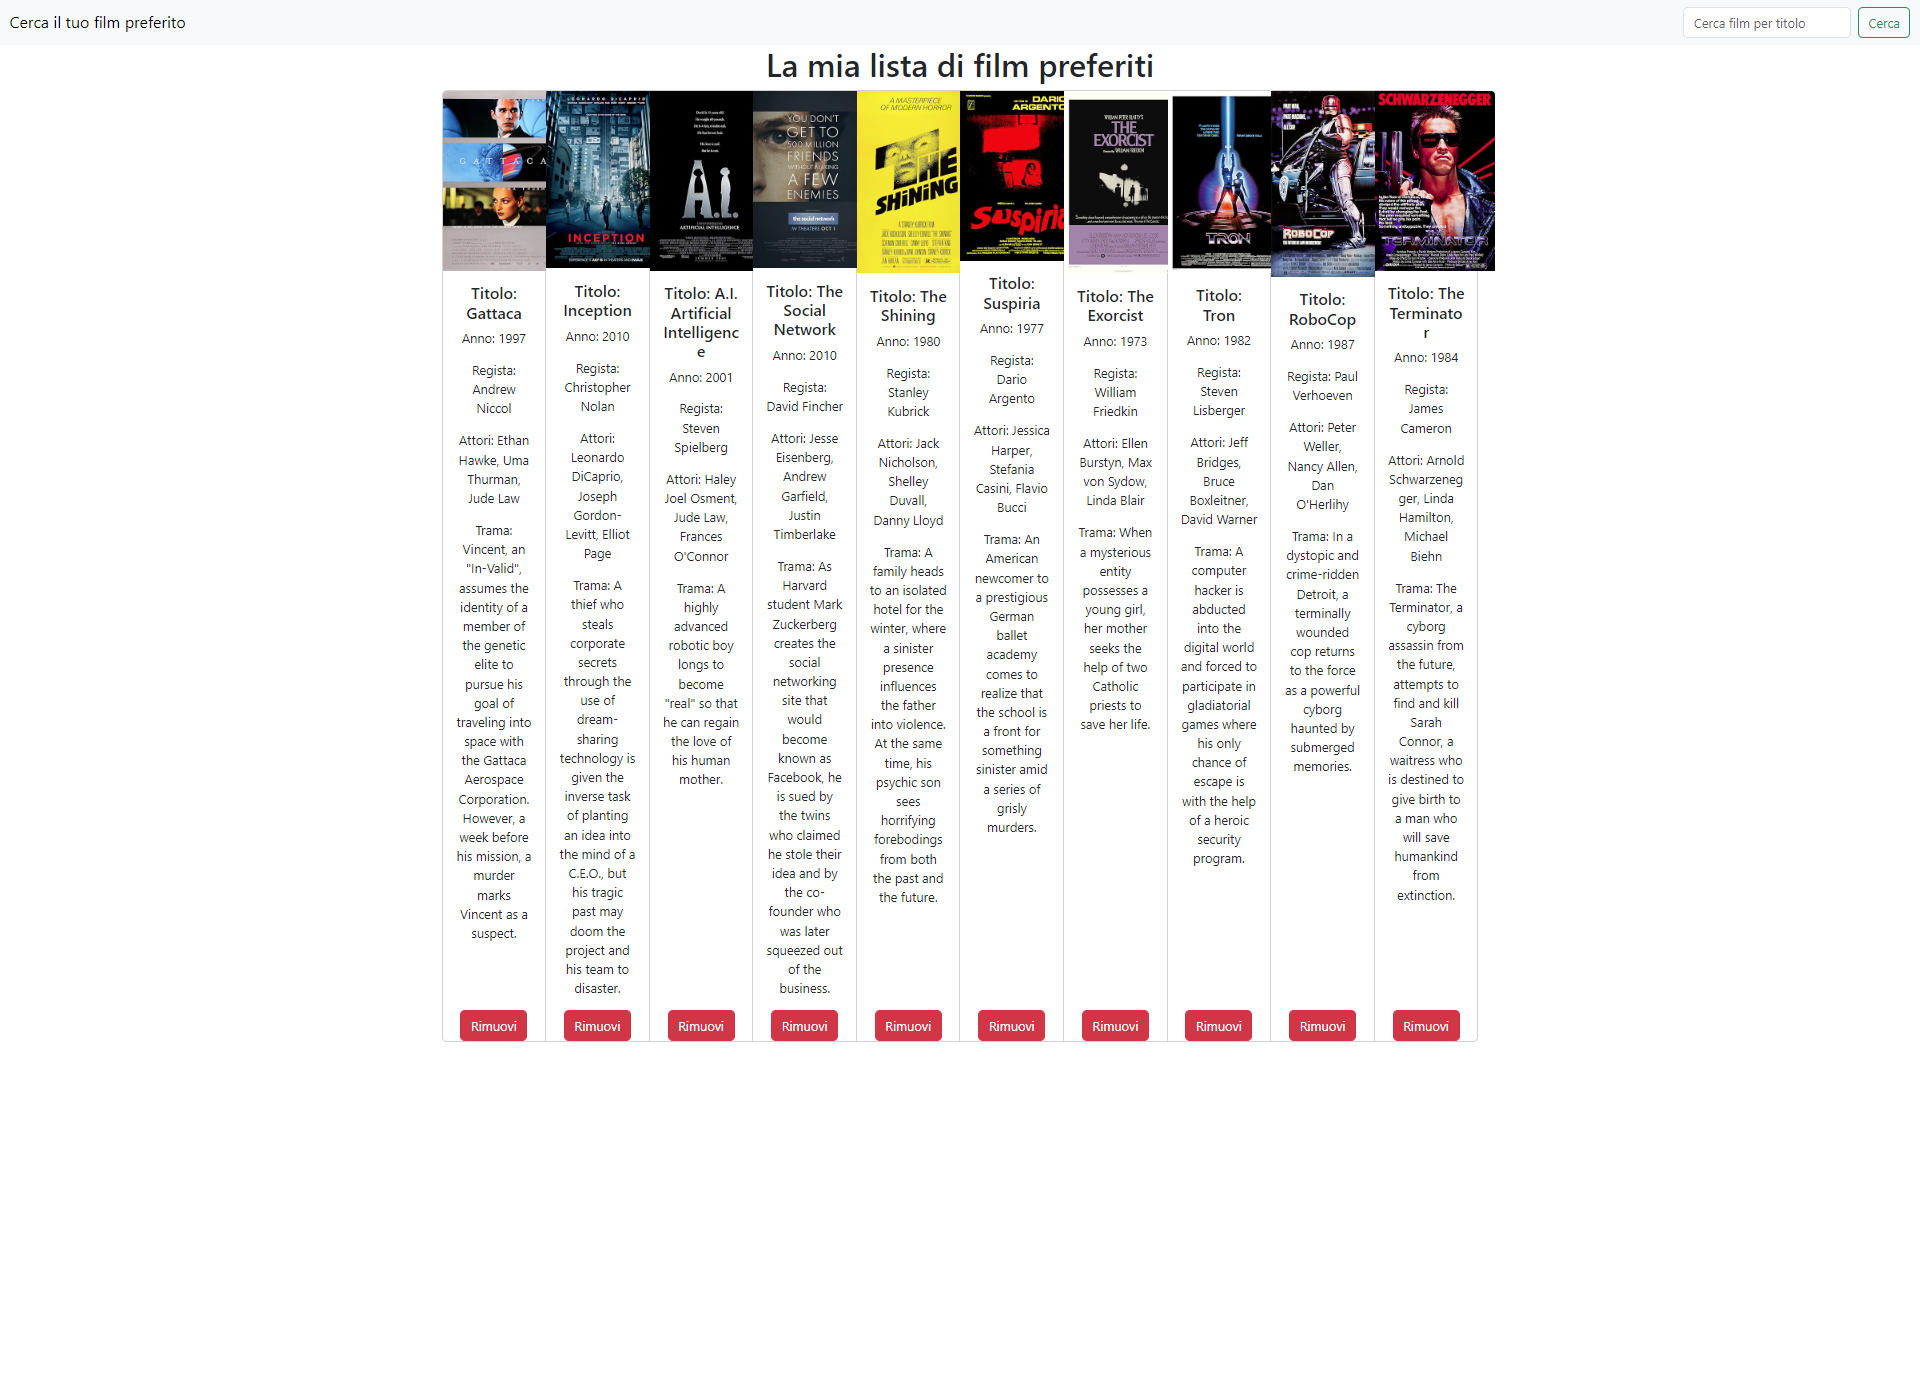 Cerca il tuo film preferito
Cerca film per titolo
Cerca
La mia lista di film preferiti
GATTACA
LEONARDO DICAPRIO
INCEPTION
A.I.
ARTIFICIAL INTELLIGENCE
YOU DON'T
GET TO
500 MILLION
FRIENDS
WITHOUT MAKING
A FEW
ENEMIES
the social network
IN THEATERS OCT 1
A MASTERPIECE
OF MODERN HORROR
THE
SHiNiNG
A STANLEY KUBRICK FILM
DARIO
ARGENTO
Suspiria
WILLIAM PETER BLATTY'S
THE
EXORCIST
TRON
ROBOCOP
SCHWARZENEGGER
TERMINATOR
Titolo:
Gattaca
Anno: 1997
Regista:
Andrew
Niccol
Attori: Ethan
Hawke, Uma
Thurman,
Jude Law
Trama:
Vincent, an
"In-Valid",
assumes the
identity of a
member of
the genetic
elite to
pursue his
goal of
traveling into
space with
the Gattaca
Aerospace
Corporation.
However, a
week before
his mission, a
murder
marks
Vincent as a
suspect.
Rimuovi
Titolo:
Inception
Anno: 2010
Regista:
Christopher
Nolan
Attori:
Leonardo
DiCaprio,
Joseph
Gordon-
Levitt, Elliot
Page
Trama: A
thief who
steals
corporate
secrets
through the
use of
dream-
sharing
technology is
given the
inverse task
of planting
an idea into
the mind of a
C.E.O., but
his tragic
past may
doom the
project and
his team to
disaster.
Rimuovi
Titolo: A.I.
Artificial
Intelligenc
e
Anno: 2001
Regista:
Steven
Spielberg
Attori: Haley
Joel Osment,
Jude Law,
Frances
O'Connor
Trama: A
highly
advanced
robotic boy
longs to
become
"real" so that
he can regain
the love of
his human
mother.
Rimuovi
Titolo: The
Social
Network
Anno: 2010
Regista:
David Fincher
Attori: Jesse
Eisenberg,
Andrew
Garfield,
Justin
Timberlake
Trama: As
Harvard
student Mark
Zuckerberg
creates the
social
networking
site that
would
become
known as
Facebook, he
is sued by
the twins
who claimed
he stole their
idea and by
the co-
founder who
was later
squeezed out
of the
business.
Rimuovi
Titolo: The
Shining
Anno: 1980
Regista:
Stanley
Kubrick
Attori: Jack
Nicholson,
Shelley
Duvall,
Danny Lloyd
Trama: A
family heads
to an isolated
hotel for the
winter, where
a sinister
presence
influences
the father
into violence.
At the same
time, his
psychic son
sees
horrifying
forebodings
from both
the past and
the future.
Rimuovi
Titolo:
Suspiria
Anno: 1977
Regista:
Dario
Argento
Attori: Jessica
Harper,
Stefania
Casini, Flavio
Bucci
Trama: An
American
newcomer to
a prestigious
German
ballet
academy
comes to
realize that
the school is
a front for
something
sinister amid
a series of
grisly
murders.
Rimuovi
Titolo: The
Exorcist
Anno: 1973
Regista:
William
Friedkin
Attori: Ellen
Burstyn, Max
von Sydow,
Linda Blair
Trama: When
a mysterious
entity
possesses a
young girl,
her mother
seeks the
help of two
Catholic
priests to
save her life.
Rimuovi
Titolo:
Tron
Anno: 1982
Regista:
Steven
Lisberger
Attori: Jeff
Bridges,
Bruce
Boxleitner,
David Warner
Trama: A
computer
hacker is
abducted
into the
digital world
and forced to
participate in
gladiatorial
games where
his only
chance of
escape is
with the help
of a heroic
security
program.
Rimuovi
Titolo:
RoboCop
Anno: 1987
Regista: Paul
Verhoeven
Attori: Peter
Weller,
Nancy Allen,
Dan
O'Herlihy
Trama: In a
dystopic and
crime-ridden
Detroit, a
terminally
wounded
cop returns
to the force
as a powerful
cyborg
haunted by
submerged
memories.
Rimuovi
Titolo: The
Terminato
r
Anno: 1984
Regista:
James
Cameron
Attori: Arnold
Schwarzeneg
ger, Linda
Hamilton,
Michael
Biehn
Trama: The
Terminator, a
cyborg
assassin from
the future,
attempts to
find and kill
Sarah
Connor, a
waitress who
is destined to
give birth to
a man who
will save
humankind
from
extinction.
Rimuovi